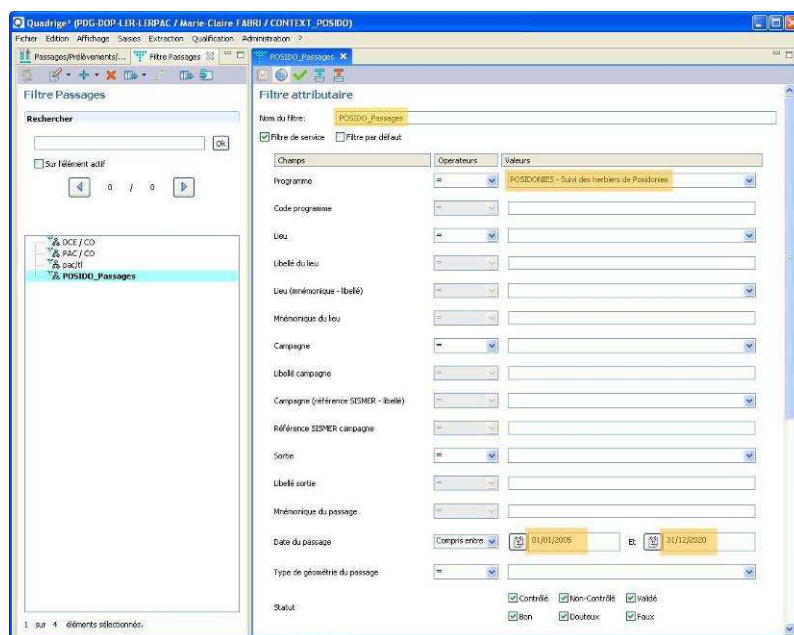 Quadrige² (PDG-DOP-LER-LERPAC / Marie-Claire FABRI / CONTEXT_POSIDO)
Fichier Edition Affichage Saisies Extraction Qualification Administration ?
Passages/Prélèvements/... Filtre Passages
POSIDO_Passages
Filtre Passages
Rechercher
Ok
Sur l'élément actif
0 / 0
DCE / CO
PAC / CO
pac/tl
POSIDO_Passages
1 sur 4 éléments sélectionnés.
Filtre attributaire
Nom du filtre: POSIDO_Passages
Filtre de service Filtre par défaut
Champs Operateurs Valeurs
Programme = POSIDONIES - Suivi des herbiers de Posidonies
Code programme =
Lieu =
Libellé du lieu =
Lieu (mnémonique - libellé) =
Mnémonique du lieu =
Campagne =
Libellé campagne =
Campagne (référence SISMER - libellé) =
Référence SISMER campagne =
Sortie =
Libellé sortie =
Mnémonique du passage =
Date du passage Compris entre 01/01/2005 Et 31/12/2020
Type de géométrie du passage =
Statut Contrôlé Non-Contrôlé Validé
Bon Douteux Faux